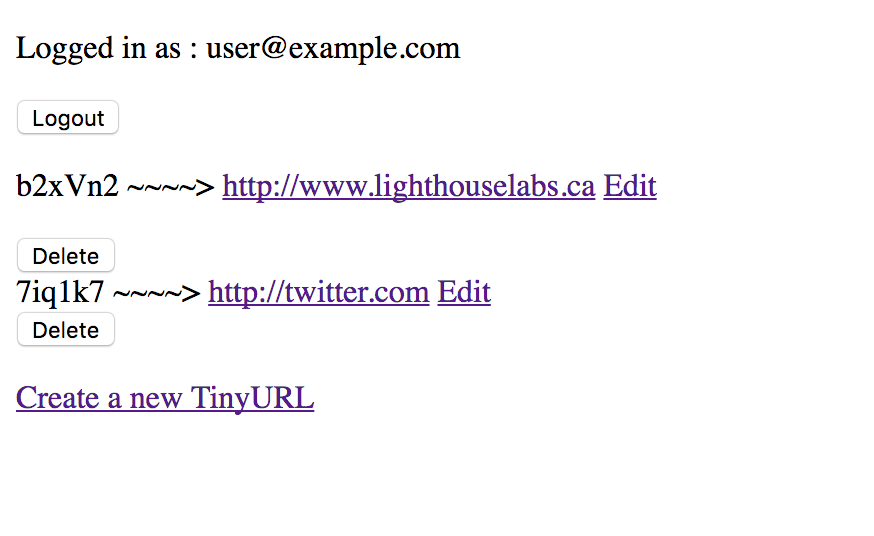 Logged in as : user@example.com
Logout
b2xVn2 ~~~~> http://www.lighthouselabs.ca Edit
Delete
7iq1k7 ~~~~> http://twitter.com Edit
Delete
Create a new TinyURL